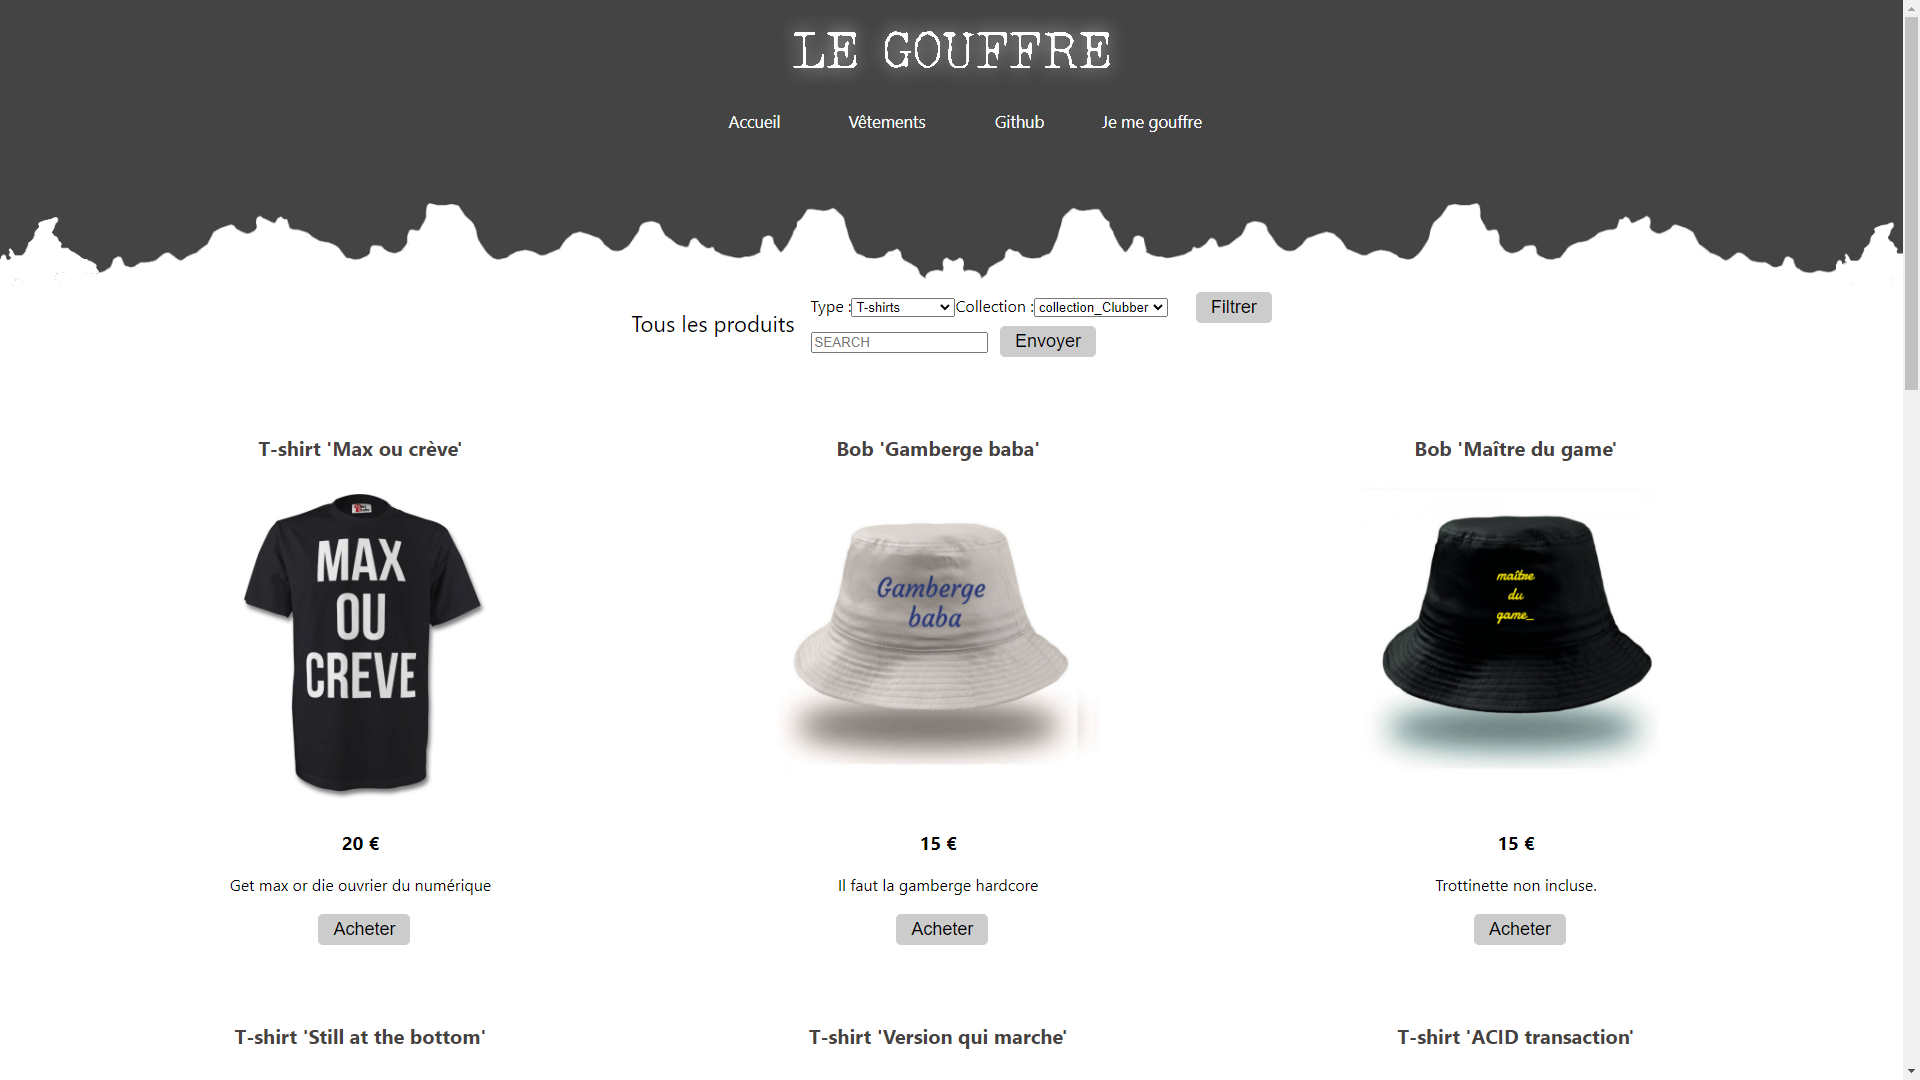 LE GOUFFRE
Accueil Vêtements Github Je me gouffre
Tous les produits
Type : T-shirts Collection : collection_Clubber Filtrer
SEARCH Envoyer
T-shirt 'Max ou crève' Bob 'Gamberge baba' Bob 'Maître du game'
MAX
OU
CREVE
Gamberge
baba
maître
du
game_
20 € 15 € 15 €
Get max or die ouvrier du numérique Il faut la gamberge hardcore Trottinette non incluse.
Acheter Acheter Acheter
T-shirt 'Still at the bottom' T-shirt 'Version qui marche' T-shirt 'ACID transaction'